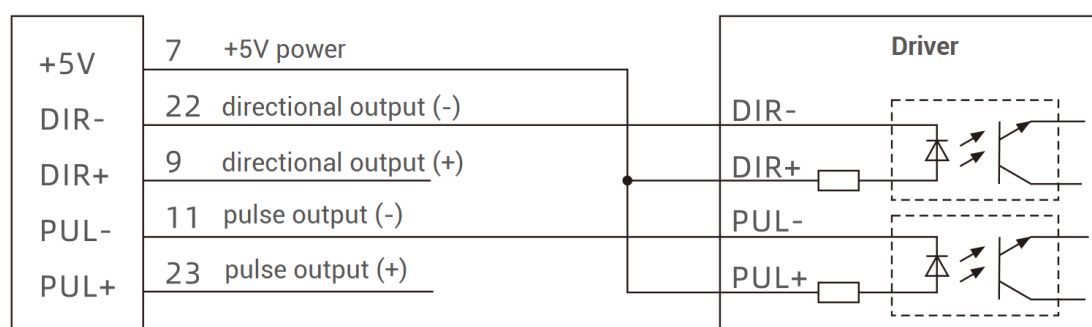 +5V 7 +5V power
DIR- 22 directional output (-)
DIR+ 9 directional output (+)
PUL- 11 pulse output (-)
PUL+ 23 pulse output (+)
Driver
DIR-
DIR+
PUL-
PUL+